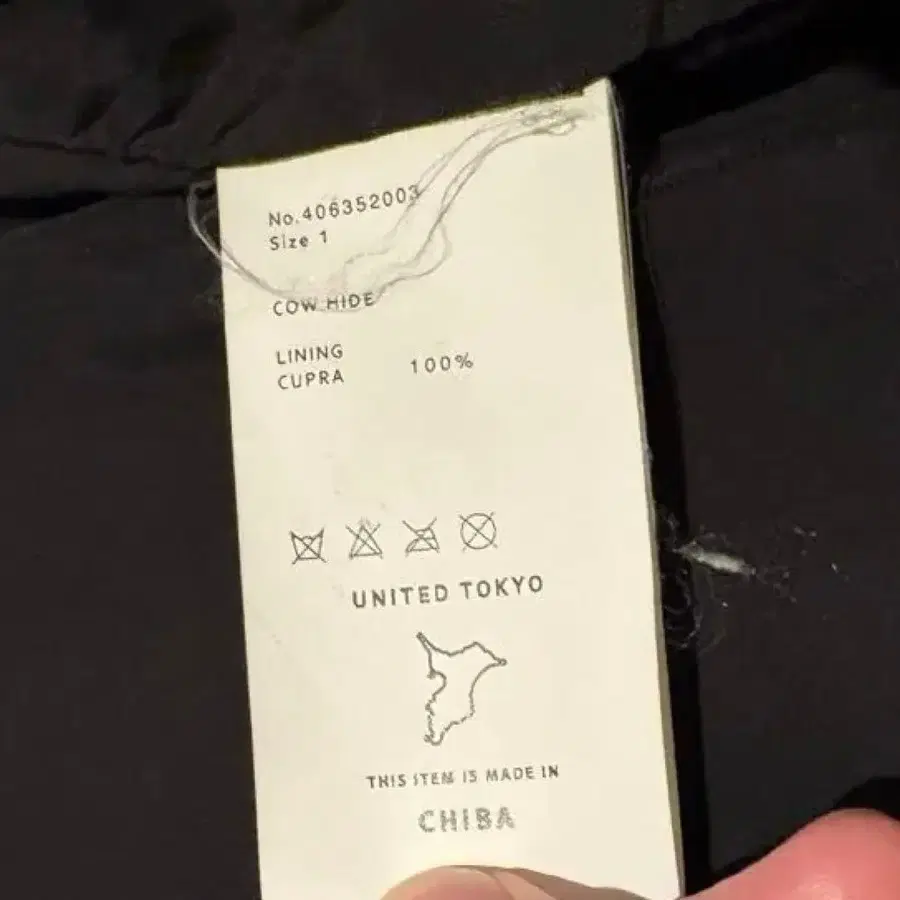 No.406352003
Size 1
COW HIDE
LINING
CUPRA 100%
UNITED TOKYO
THIS ITEM IS MADE IN
CHIBA